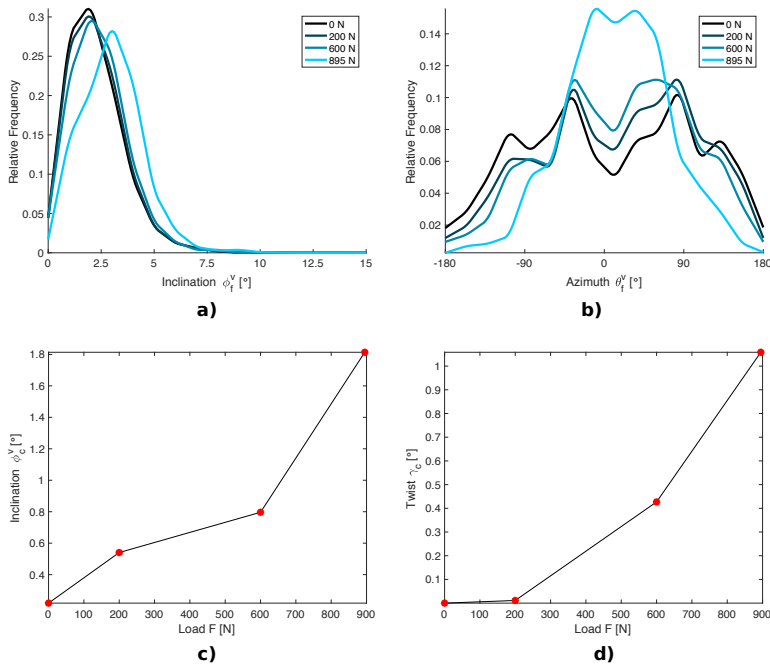 0.3
0.25
0.2
0.15
0.1
0.05
0
Relative Frequency
0 N
200 N
600 N
895 N
0 2.5 5 7.5 10 12.5 15
Inclination ϕ_f^v [°]
a)
0.14
0.12
0.1
0.08
0.06
0.04
0.02
Relative Frequency
0 N
200 N
600 N
895 N
-180 -90 0 90 180
Azimuth θ_f^v [°]
b)
1.8
1.6
1.4
1.2
1
0.8
0.6
0.4
Inclination ϕ_c^v [°]
0 100 200 300 400 500 600 700 800 900
Load F [N]
c)
1
0.9
0.8
0.7
0.6
0.5
0.4
0.3
0.2
0.1
Twist γ_c [°]
0 100 200 300 400 500 600 700 800 900
Load F [N]
d)